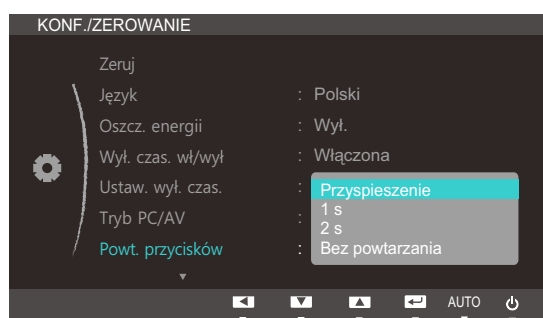 KONF./ZEROWANIE
Zeruj
Język : Polski
Oszcz. energii : Wył.
Wył. czas. wł/wył : Włączona
Ustaw. wył. czas. :
Tryb PC/AV :
Powt. przycisków :
Przyspieszenie
1 s
2 s
Bez powtarzania
AUTO